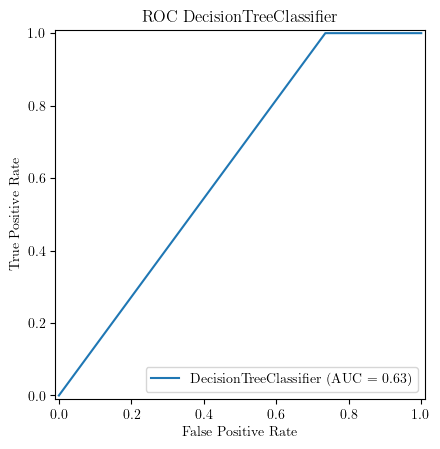 ROC DecisionTreeClassifier
1.0
0.8
0.6
0.4
0.2
0.0
True Positive Rate
DecisionTreeClassifier (AUC = 0.63)
0.0 0.2 0.4 0.6 0.8 1.0
False Positive Rate